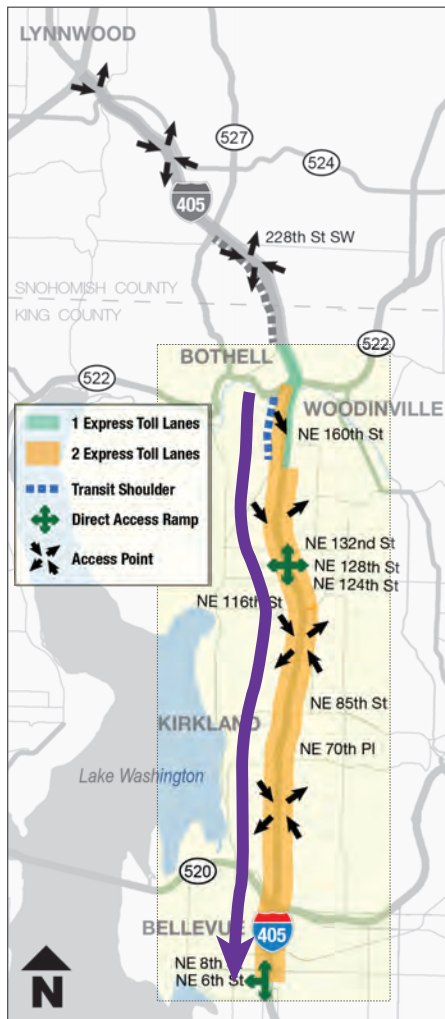 LYNNWOOD
527
524
405
228th St SW
SNOHOMISH COUNTY
KING COUNTY
522
BOTHELL
522
WOODINVILLE
1 Express Toll Lanes
2 Express Toll Lanes
Transit Shoulder
Direct Access Ramp
Access Point
NE 160th St
NE 132nd St
NE 128th St
NE 124th St
NE 116th St
NE 85th St
KIRKLAND
NE 70th Pl
Lake Washington
520
BELLEVUE
405
NE 8th
NE 6th St
N